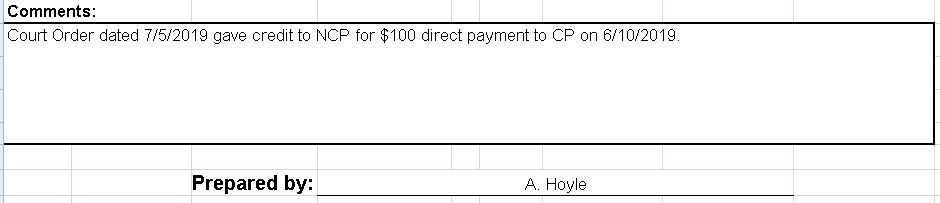 Comments:
Court Order dated 7/5/2019 gave credit to NCP for $100 direct payment to CP on 6/10/2019.
Prepared by: A. Hoyle